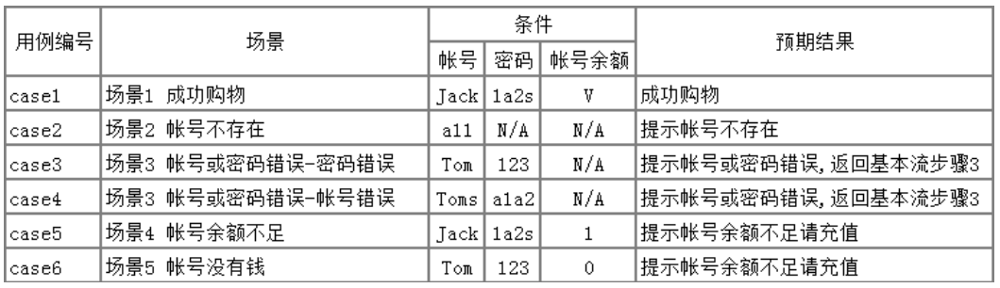 用例编号 场景 条件 预期结果
帐号 密码 帐号余额
case1 场景1 成功购物 Jack 1a2s V 成功购物
case2 场景2 帐号不存在 a11 N/A N/A 提示帐号不存在
case3 场景3 帐号或密码错误-密码错误 Tom 123 N/A 提示帐号或密码错误,返回基本流步骤3
case4 场景3 帐号或密码错误-帐号错误 Toms a1a2 N/A 提示帐号或密码错误,返回基本流步骤3
case5 场景4 帐号余额不足 Jack 1a2s 1 提示帐号余额不足请充值
case6 场景5 帐号没有钱 Tom 123 0 提示帐号余额不足请充值